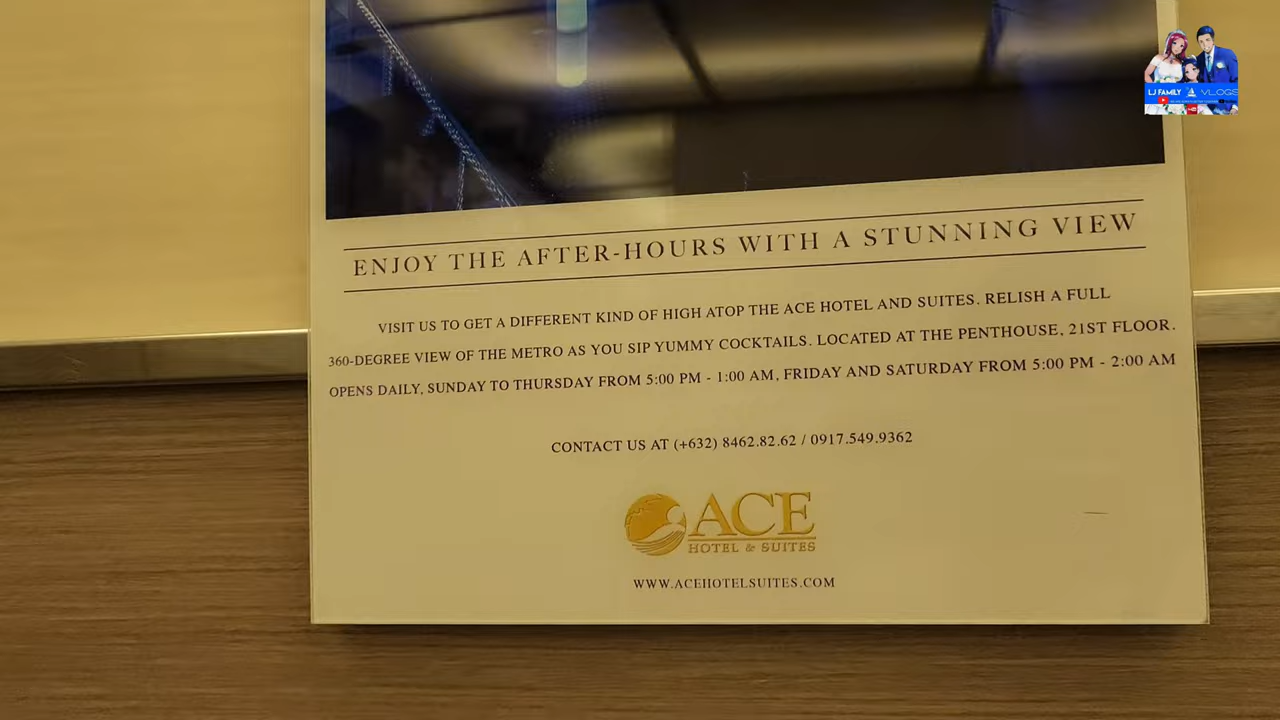 LJ FAMILY VLOGS
ENJOY THE AFTER-HOURS WITH A STUNNING VIEW
VISIT US TO GET A DIFFERENT KIND OF HIGH ATOP THE ACE HOTEL AND SUITES. RELISH A FULL
360-DEGREE VIEW OF THE METRO AS YOU SIP YUMMY COCKTAILS. LOCATED AT THE PENTHOUSE, 21ST FLOOR.
OPENS DAILY, SUNDAY TO THURSDAY FROM 5:00 PM - 1:00 AM, FRIDAY AND SATURDAY FROM 5:00 PM - 2:00 AM
CONTACT US AT (+632) 8462.82.62 / 0917.549.9362
ACE
HOTEL & SUITES
WWW.ACEHOTELSUITES.COM